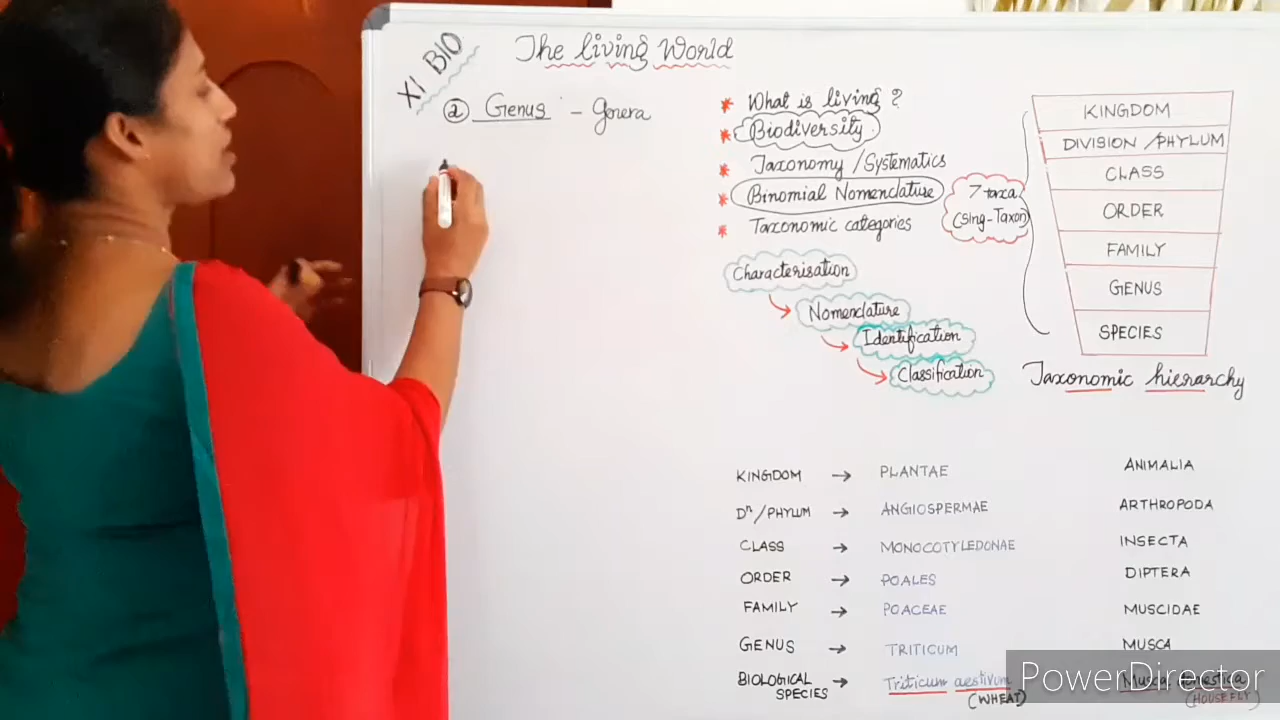 XI BIO
The living World
② Genus - Genera
* What is living ?
* Biodiversity
* Taxonomy / Systematics
* Binomial Nomenclature
* Taxonomic categories
Characterisation
Nomenclature
Identification
Classification
7 taxa
(Sing-Taxon)
KINGDOM
DIVISION / PHYLUM
CLASS
ORDER
FAMILY
GENUS
SPECIES
Taxonomic hierarchy
KINGDOM → PLANTAE ANIMALIA
Dn / PHYLUM → ANGIOSPERMAE ARTHROPODA
CLASS → MONOCOTYLEDONAE INSECTA
ORDER → POALES DIPTERA
FAMILY → POACEAE MUSCIDAE
GENUS → TRITICUM MUSCA
BIOLOGICAL SPECIES → Triticum aestivum Musca domestica
(WHEAT) (HOUSEFLY)
PowerDirector